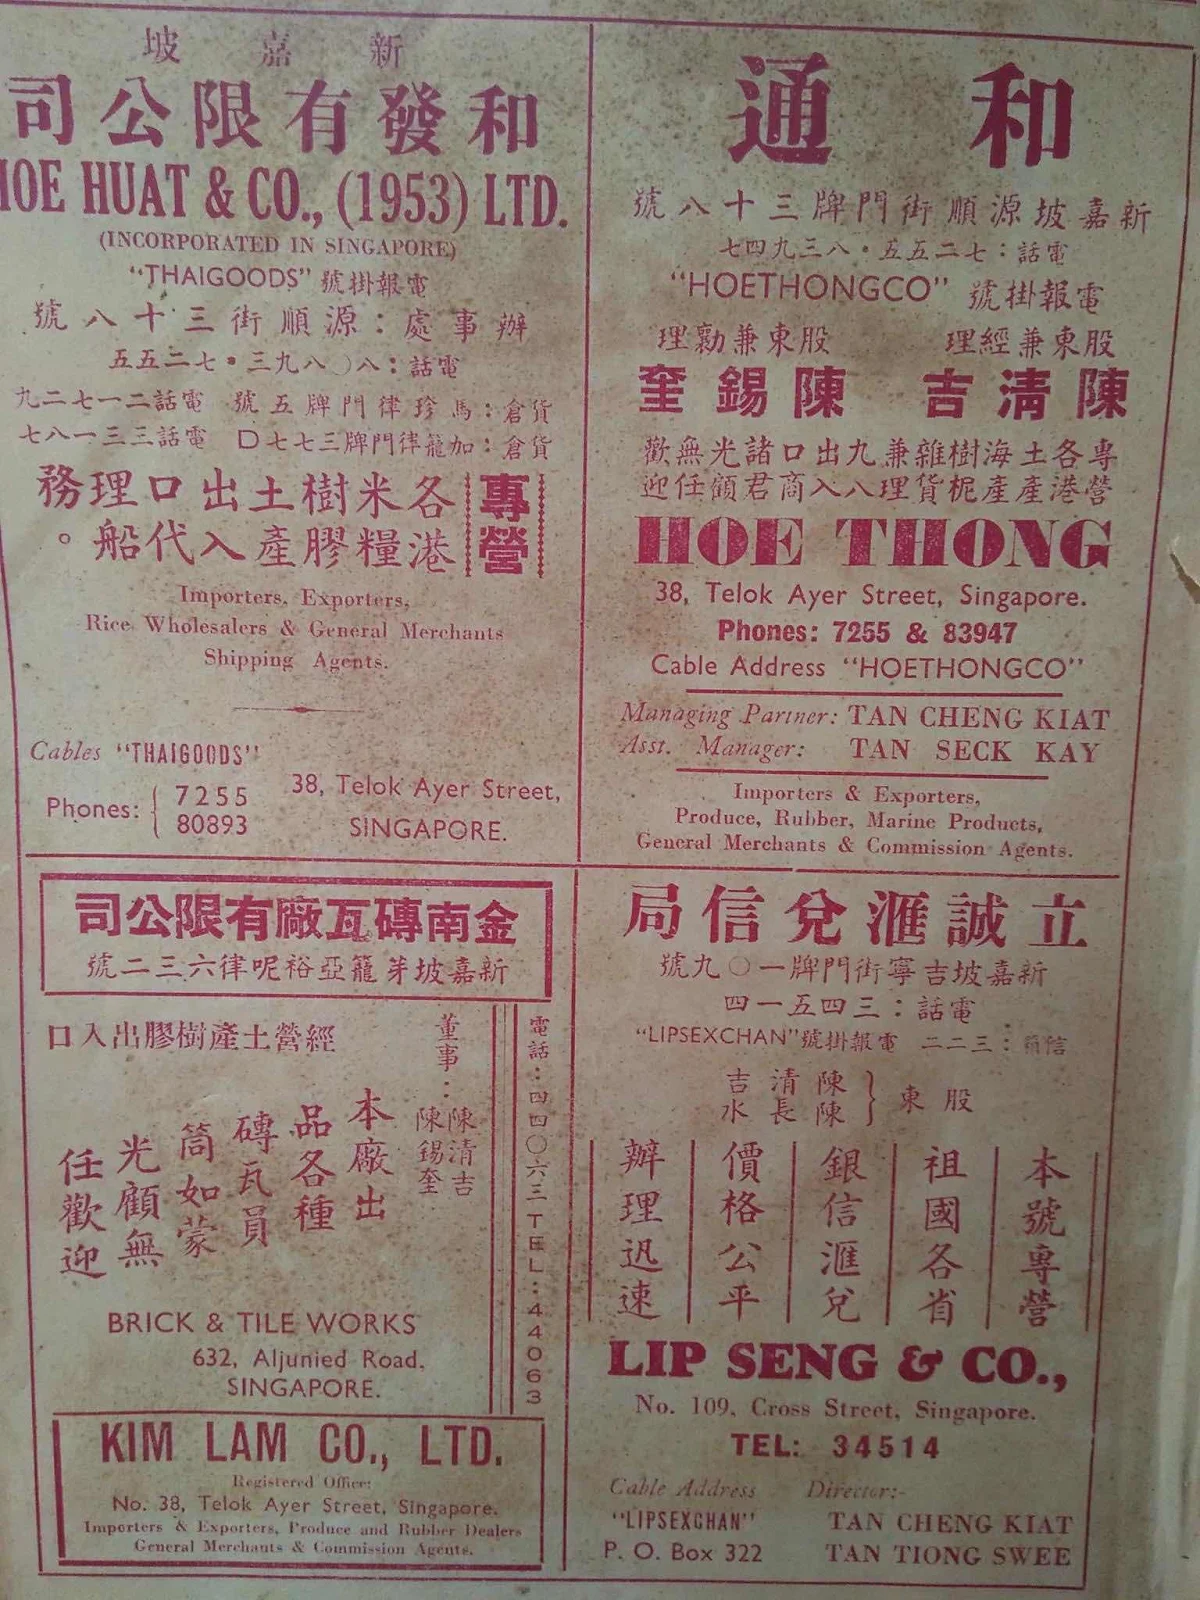 新嘉坡
和發有限公司
HOE HUAT & CO., (1953) LTD.
(INCORPORATED IN SINGAPORE)
電報掛號 "THAIGOODS"
辦事處:源順街三十八號
電話:八〇八九三•七二五五
貨倉:馬珍律門牌五號 電話二一七二九
貨倉:加籠律門牌三七七D 電話三三一八七
專營
各港米糧樹膠土產出入口代理船務。
Importers, Exporters,
Rice Wholesalers & General Merchants
Shipping Agents.
Cables "THAIGOODS"
Phones: { 7255
80893
38, Telok Ayer Street,
SINGAPORE.
和通
新嘉坡源順街門牌三十八號
電話:七二五五•八三九四七
電報掛號 "HOETHONGCO"
股東兼經理 股東兼勷理
陳清吉 陳錫奎
專營各港土產海產樹柅雜貨兼理九八出入口商諸君光顧無任歡迎
HOE THONG
38, Telok Ayer Street, Singapore.
Phones: 7255 & 83947
Cable Address "HOETHONGCO"
Managing Partner: TAN CHENG KIAT
Asst. Manager: TAN SECK KAY
Importers & Exporters,
Produce, Rubber, Marine Products,
General Merchants & Commission Agents.
金南磚瓦廠有限公司
新嘉坡芽籠亞裕呢律六三二號
電話:四四〇六三 TEL:44063
董事:陳清吉
陳錫奎
經營土產樹膠出入口
本廠出
品各種
磚瓦員
筒如蒙
光顧無
任歡迎
BRICK & TILE WORKS
632, Aljunied Road.
SINGAPORE.
KIM LAM CO., LTD.
Registered Office:
No. 38, Telok Ayer Street, Singapore.
Importers & Exporters, Produce and Rubber Dealers
General Merchants & Commission Agents.
立誠滙兌信局
新嘉坡吉寧街門牌一〇九號
電話:三四五一四
信箱:三二二 電報掛號"LIPSEXCHAN"
股東 { 陳清吉
陳長水
本號專營
祖國各省
銀信滙兌
價格公平
辦理迅速
LIP SENG & CO.,
No. 109, Cross Street, Singapore.
TEL: 34514
Cable Address
"LIPSEXCHAN"
P. O. Box 322
Director:-
TAN CHENG KIAT
TAN TIONG SWEE